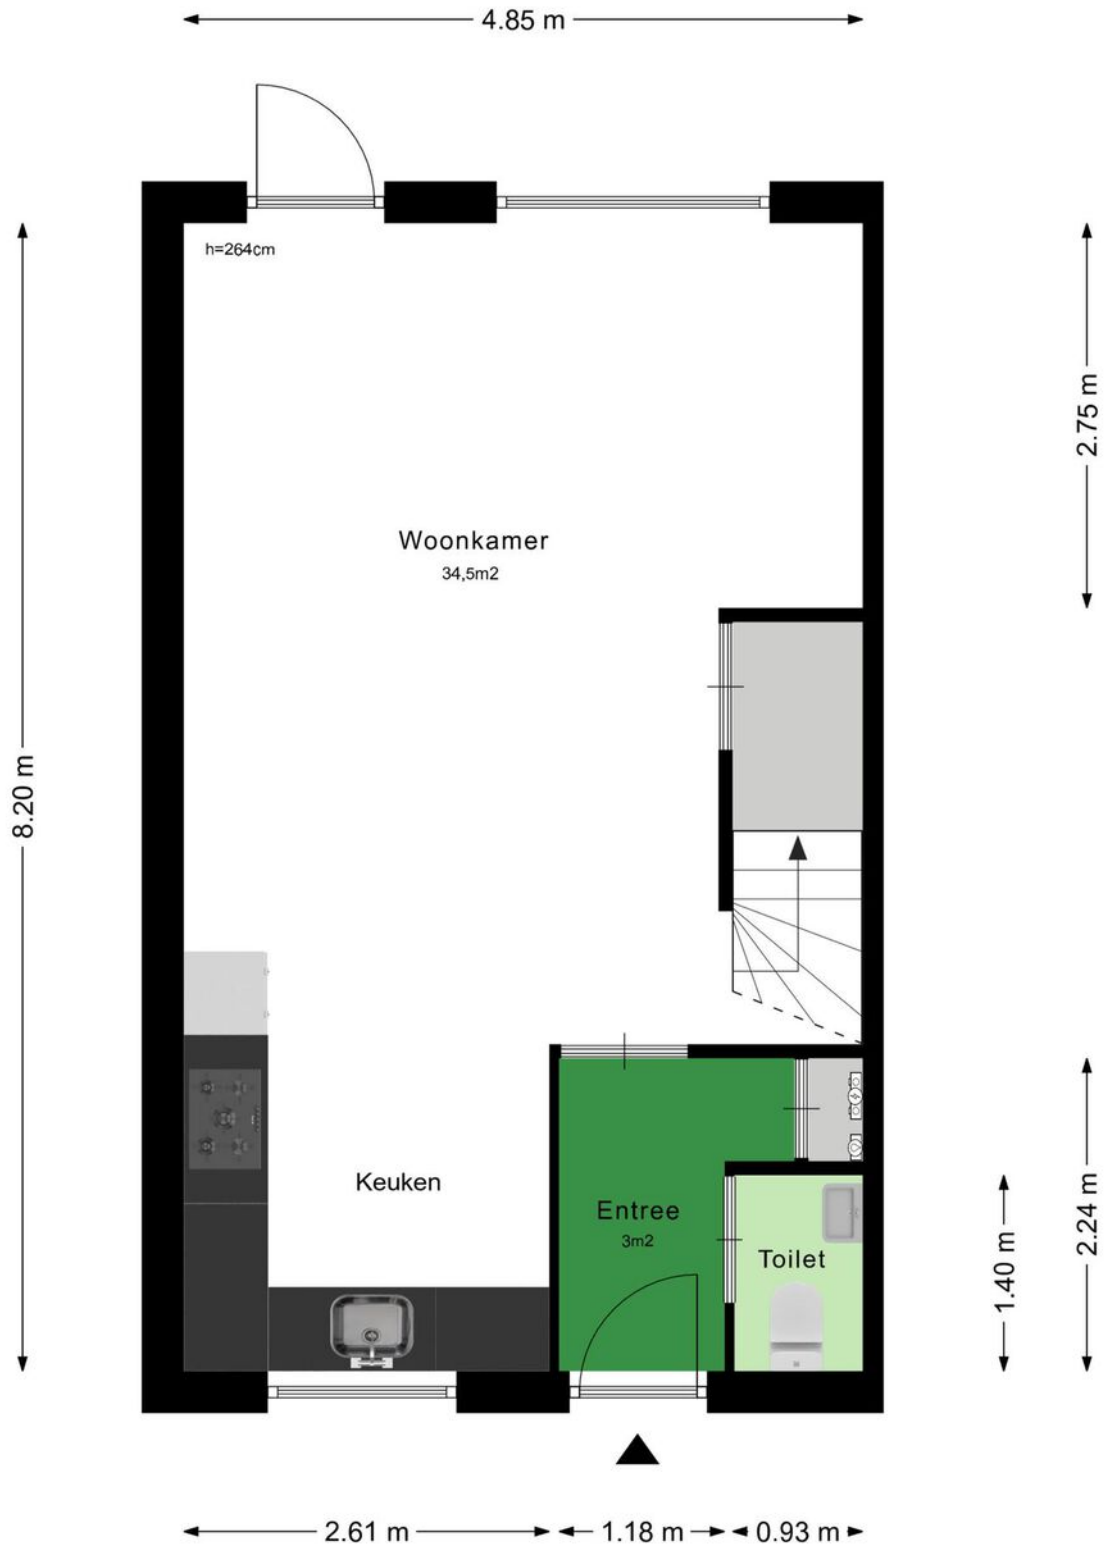 4.85 m
h=264cm
2.75 m
Woonkamer
34,5m2
8.20 m
Keuken
Entree
3m2
Toilet
1.40 m
2.24 m
2.61 m
1.18 m
0.93 m